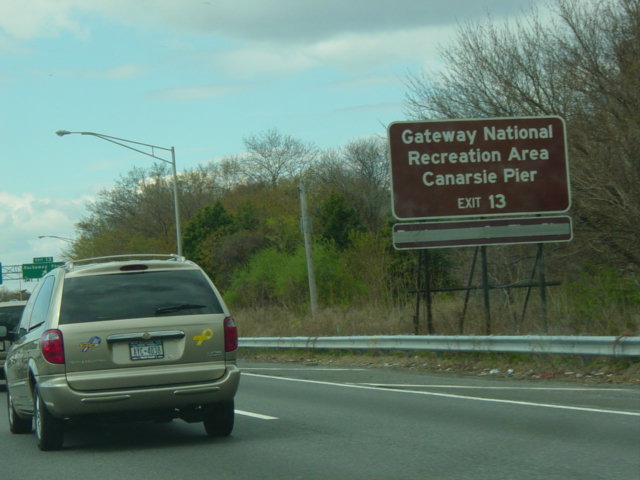 Gateway National
Recreation Area
Canarsie Pier
EXIT 13